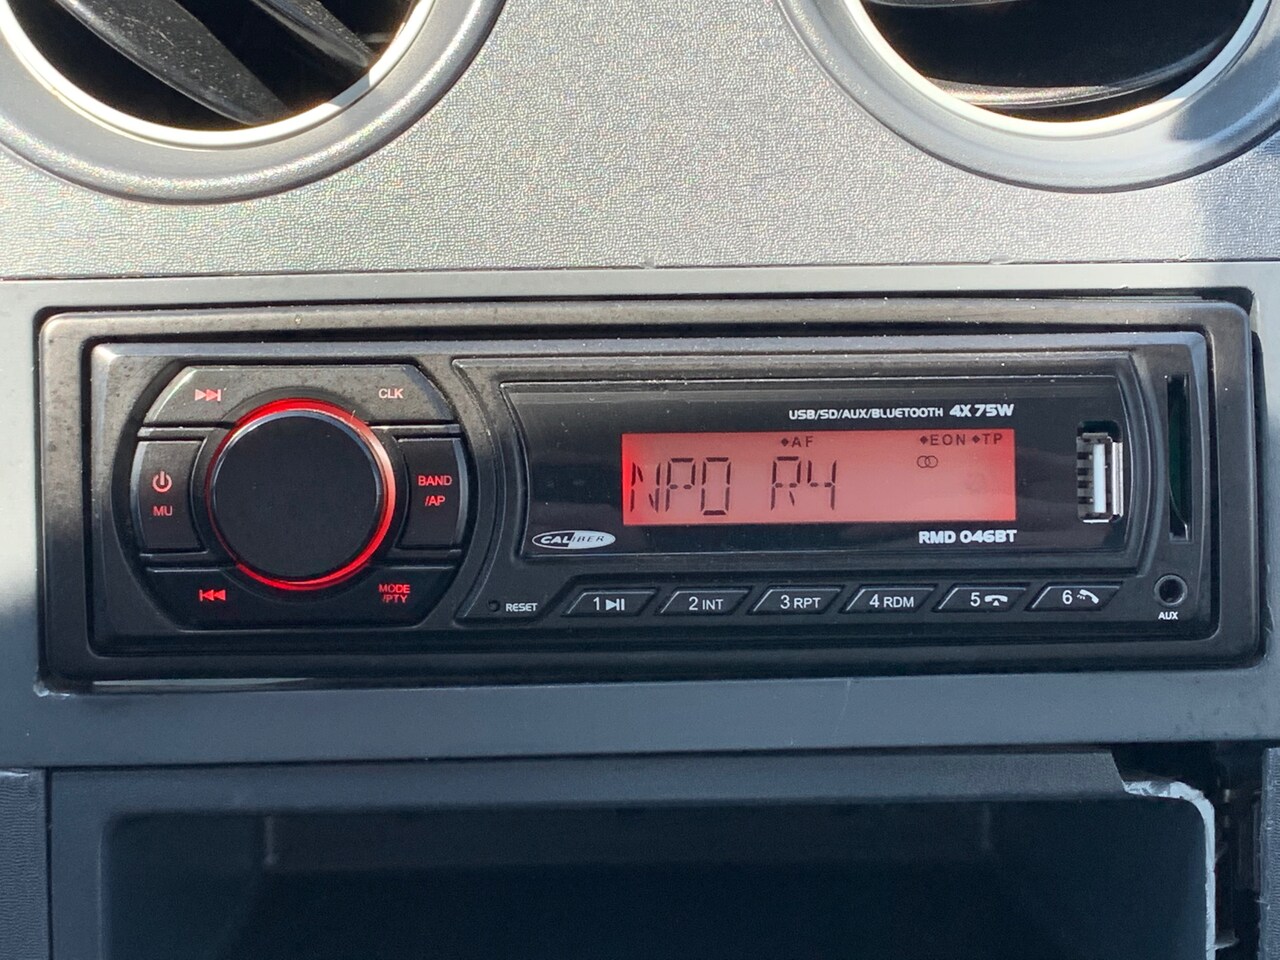 CLK
USB/SD/AUX/BLUETOOTH 4X75W
AF EON TP
BAND
/AP
MU
NPO R4
CALIBER
RMD 046BT
MODE
/PTY
RESET
1 2 INT 3 RPT 4 RDM 5 6
AUX